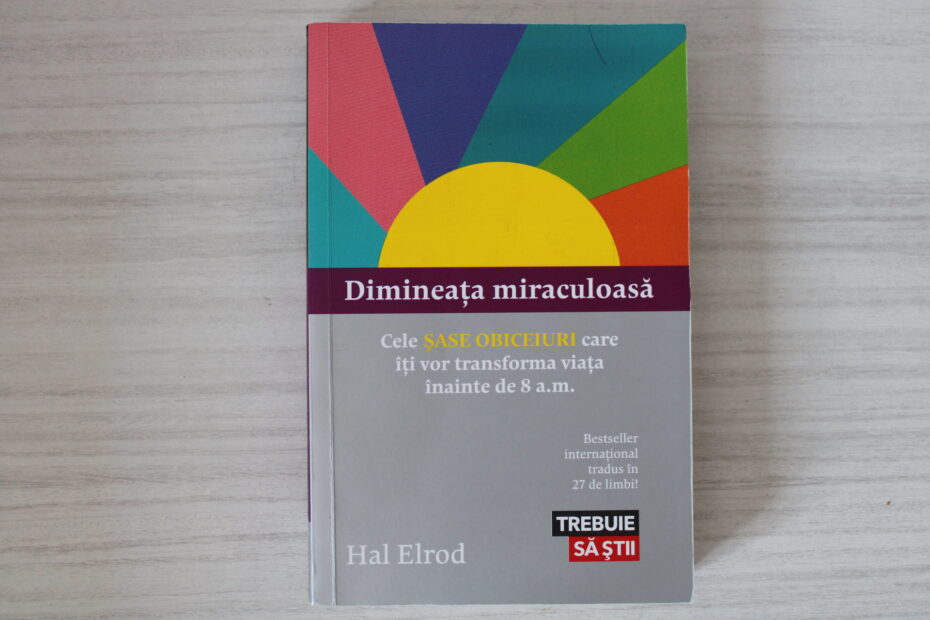 Dimineața miraculoasă
Cele ȘASE OBICEIURI care
îți vor transforma viața
înainte de 8 a.m.
Bestseller
internațional
tradus în
27 de limbi!
TREBUIE
SĂ ȘTII
Hal Elrod